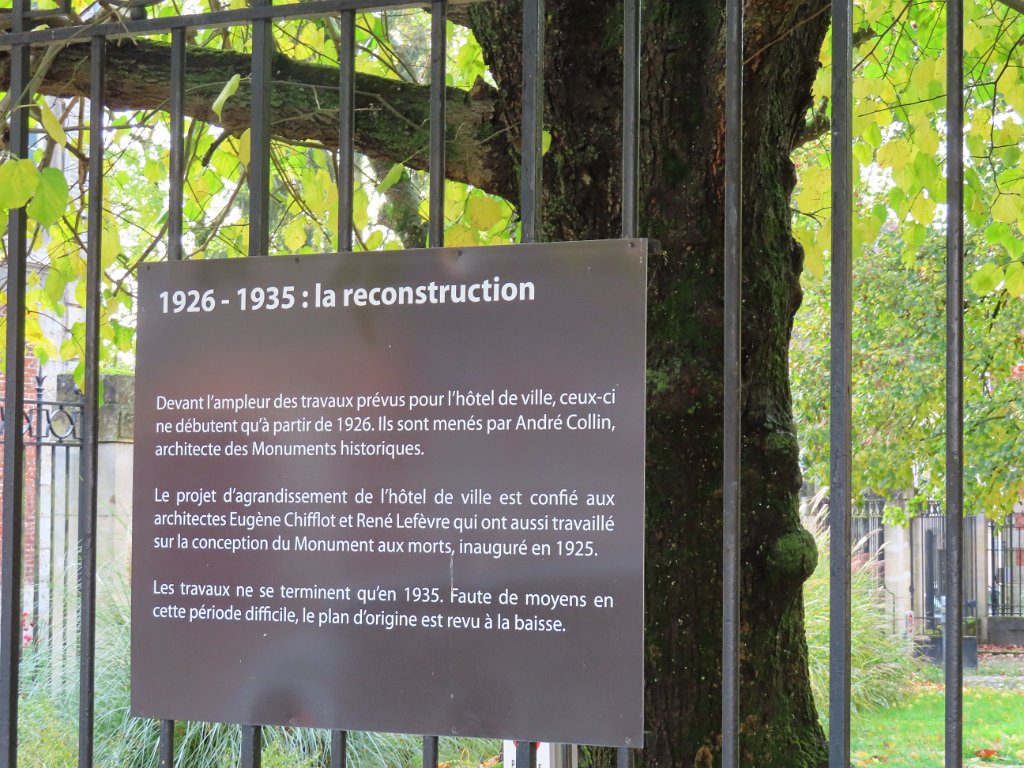 1926 - 1935 : la reconstruction
Devant l'ampleur des travaux prévus pour l'hôtel de ville, ceux-ci
ne débutent qu'à partir de 1926. Ils sont menés par André Collin,
architecte des Monuments historiques.
Le projet d'agrandissement de l'hôtel de ville est confié aux
architectes Eugène Chifflot et René Lefèvre qui ont aussi travaillé
sur la conception du Monument aux morts, inauguré en 1925.
Les travaux ne se terminent qu'en 1935. Faute de moyens en
cette période difficile, le plan d'origine est revu à la baisse.